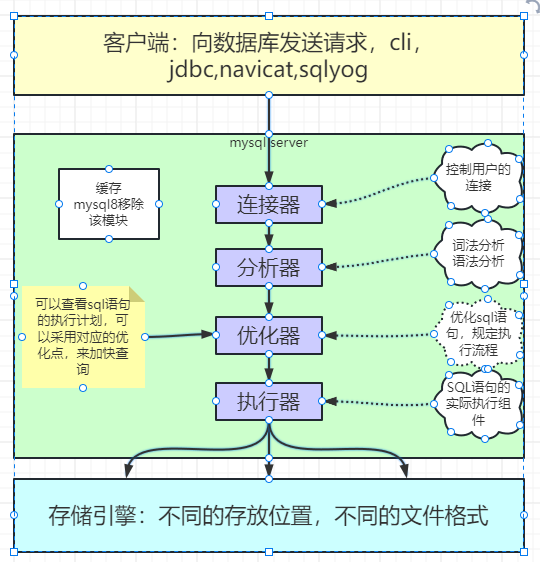 客户端：向数据库发送请求，cli，
jdbc,navicat,sqlyog
mysql server
缓存
mysql8移除
该模块
连接器
控制用户的
连接
分析器
词法分析
语法分析
可以查看sql语句
的执行计划，可
以采用对应的优
化点，来加快查
询
优化器
优化sql语
句，规定执
行流程
执行器
SQL语句的
实际执行组
件
存储引擎：不同的存放位置，不同的文件格式